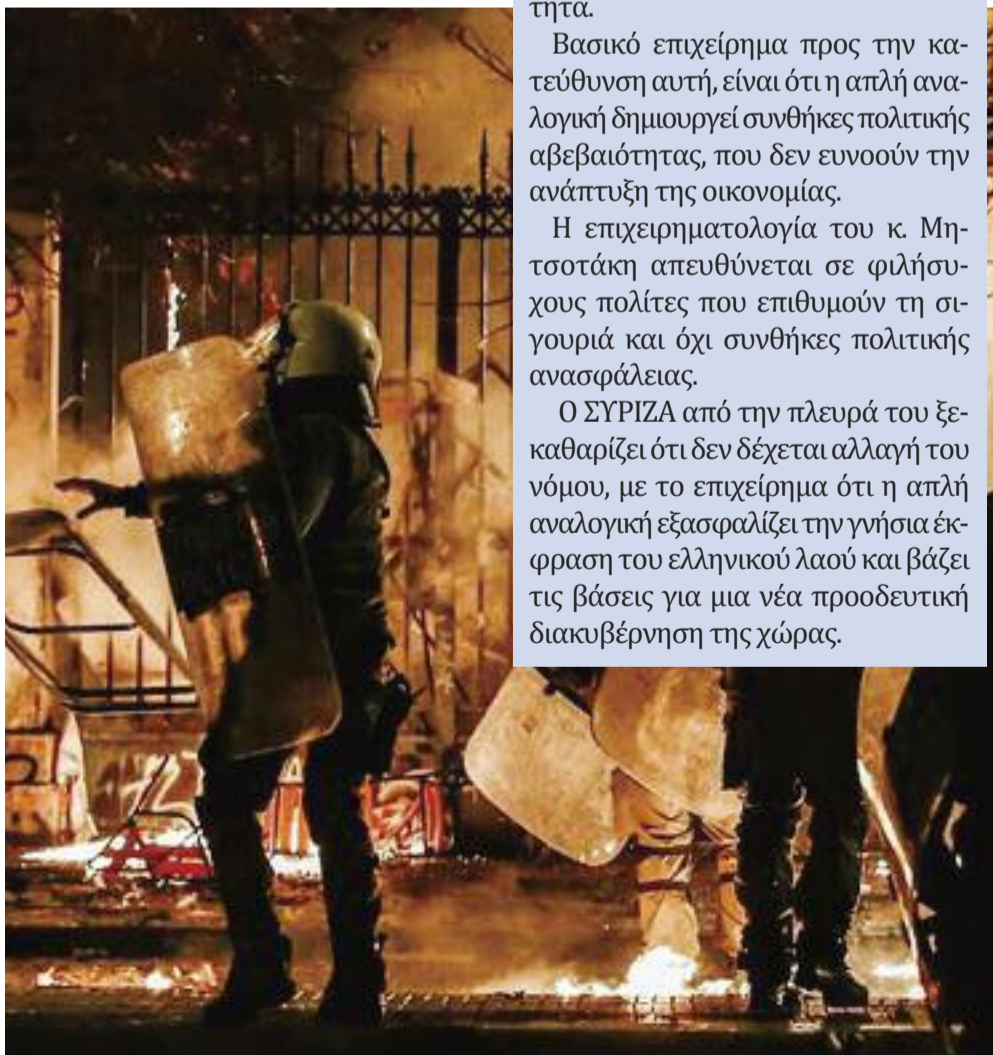 τητα.
Βασικό επιχείρημα προς την κα-
τεύθυνση αυτή, είναι ότι η απλή ανα-
λογική δημιουργεί συνθήκες πολιτικής
αβεβαιότητας, που δεν ευνοούν την
ανάπτυξη της οικονομίας.
Η επιχειρηματολογία του κ. Μη-
τσοτάκη απευθύνεται σε φιλήσυ-
χους πολίτες που επιθυμούν τη σι-
γουριά και όχι συνθήκες πολιτικής
ανασφάλειας.
Ο ΣΥΡΙΖΑ από την πλευρά του ξε-
καθαρίζει ότι δεν δέχεται αλλαγή του
νόμου, με το επιχείρημα ότι η απλή
αναλογική εξασφαλίζει την γνήσια έκ-
φραση του ελληνικού λαού και βάζει
τις βάσεις για μια νέα προοδευτική
διακυβέρνηση της χώρας.